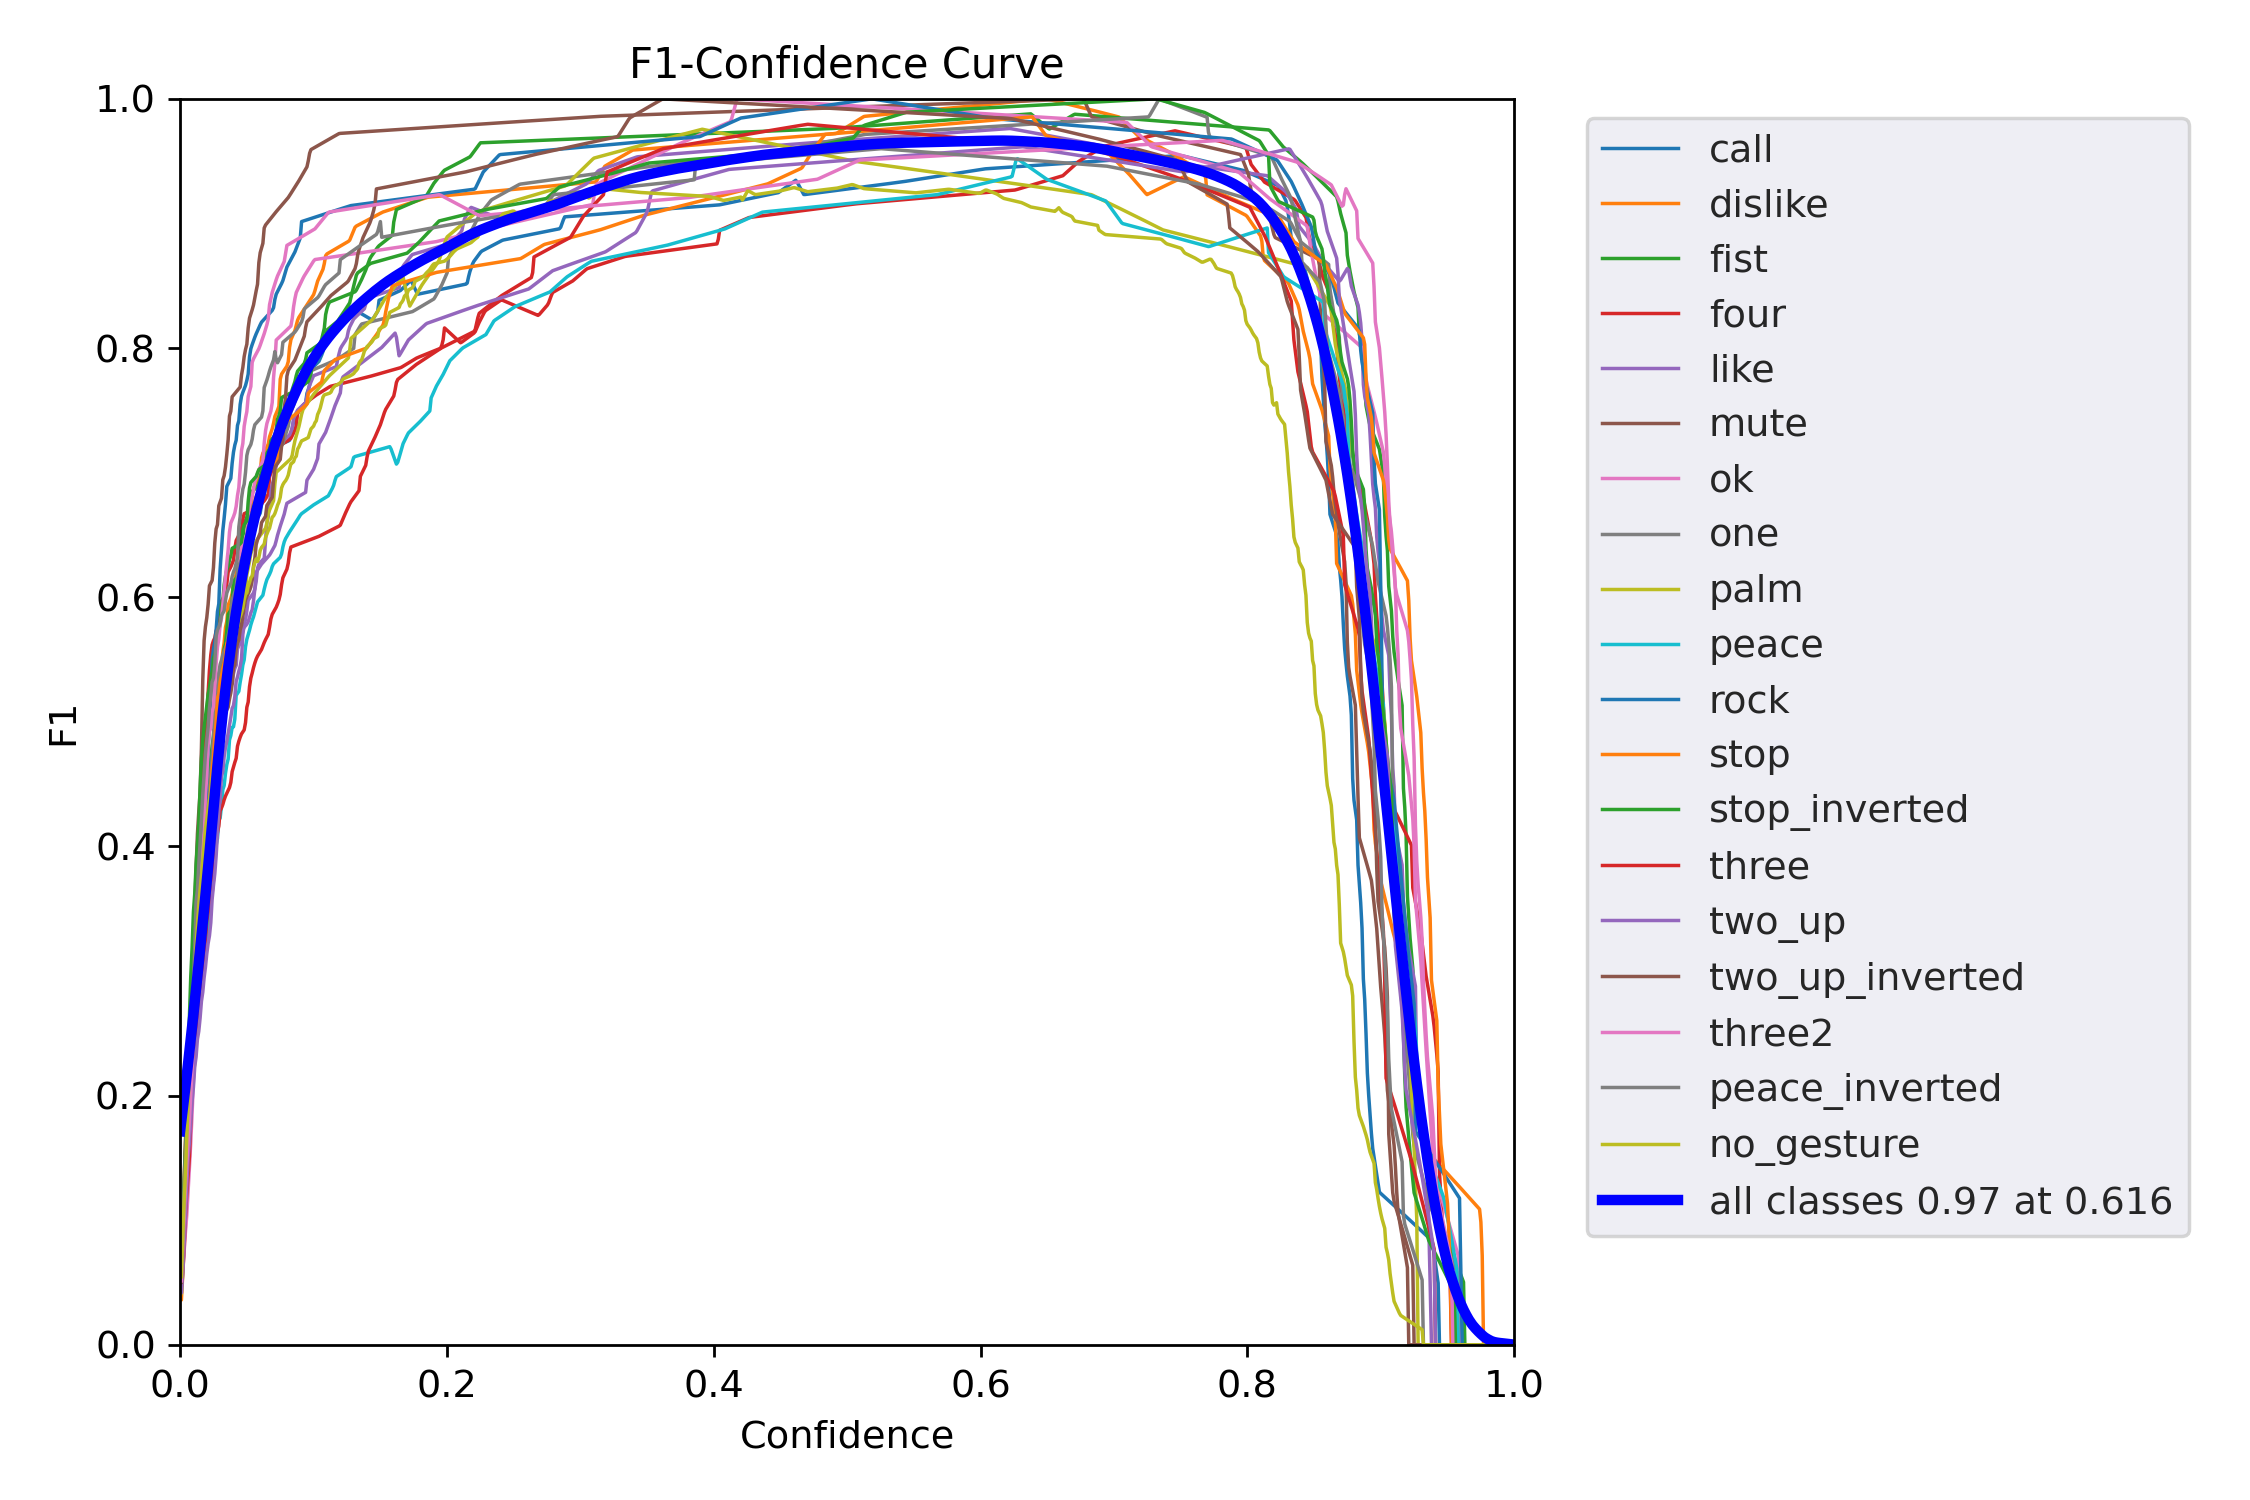 F1-Confidence Curve
1.0
0.8
0.6
0.4
0.2
0.0
F1
0.0 0.2 0.4 0.6 0.8 1.0
Confidence
call
dislike
fist
four
like
mute
ok
one
palm
peace
rock
stop
stop_inverted
three
two_up
two_up_inverted
three2
peace_inverted
no_gesture
all classes 0.97 at 0.616